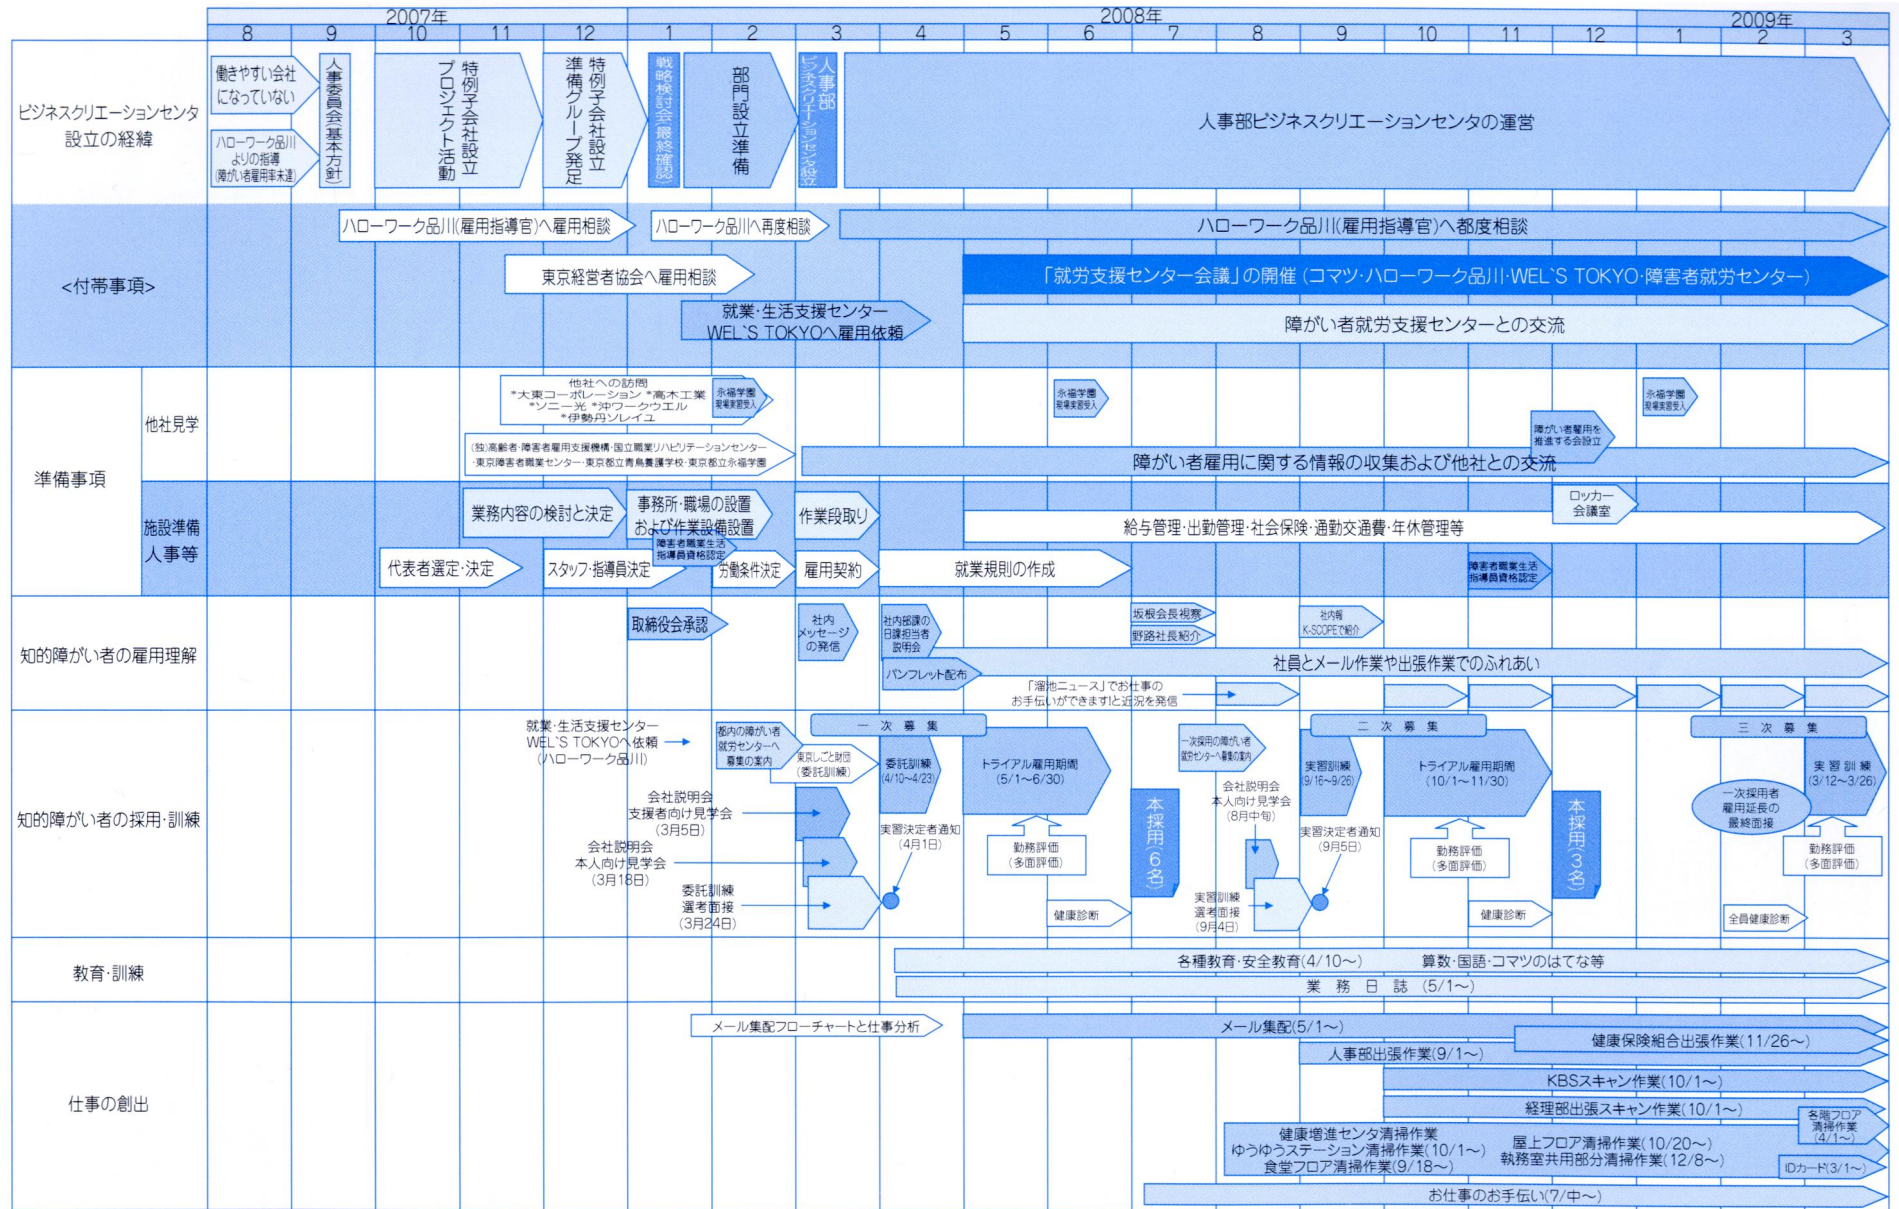 2007年
2008年
2009年
8
9
10
11
12
1
2
3
4
5
6
7
8
9
10
11
12
1
2
3
ビジネスクリエーションセンタ
設立の経緯
働きやすい会社
になっていない
ハローワーク品川
よりの指導
(障がい者雇用率未達)
人事委員会(基本方針)
特例子会社設立
プロジェクト活動
特例子会社設立
準備グループ発足
戦略検討会(最終確認)
部門設立準備
人事部
ビジネスクリエーションセンタ設立
人事部ビジネスクリエーションセンタの運営
<付帯事項>
ハローワーク品川(雇用指導官)へ雇用相談
ハローワーク品川へ再度相談
ハローワーク品川(雇用指導官)へ都度相談
東京経営者協会へ雇用相談
「就労支援センター会議」の開催(コマツ・ハローワーク品川・WEL`S TOKYO・障害者就労センター)
就業・生活支援センター
WEL`S TOKYOへ雇用依頼
障がい者就労支援センターとの交流
準備事項
他社見学
他社への訪問
*大東コーポレーション *高木工業
*ソニー光 *沖ワークウエル
*伊勢丹ソレイユ
永福学園
現場実習受入
永福学園
現場実習受入
永福学園
現場実習受入
障がい者雇用を
推進する会設立
(独)高齢者・障害者雇用支援機構・国立職業リハビリテーションセンター
・東京障害者職業センター・東京都立青鳥養護学校・東京都立永福学園
障がい者雇用に関する情報の収集および他社との交流
施設準備
人事等
業務内容の検討と決定
事務所・職場の設置
および作業設備設置
作業段取り
ロッカー
会議室
給与管理・出勤管理・社会保険・通勤交通費・年休管理等
障害者職業生活
指導員資格認定
代表者選定・決定
スタッフ・指導員決定
労働条件決定
雇用契約
就業規則の作成
障害者職業生活
指導員資格認定
知的障がい者の雇用理解
取締役会承認
社内
メッセージ
の発信
社内部課の
日課担当者
説明会
坂根会長視察
野路社長紹介
社内報
K-SCOPEで紹介
パンフレット配布
社員とメール作業や出張作業でのふれあい
「溜池ニュース」でお仕事の
お手伝いができます!と近況を発信
知的障がい者の採用・訓練
就業・生活支援センター
WEL`S TOKYOへ依頼
(ハローワーク品川)
都内の障がい者
就労センターへ
募集の案内
東京しごと財団
(委託訓練)
一次募集
委託訓練
(4/10～4/23)
トライアル雇用期間
(5/1～6/30)
一次採用の障がい者
就労センターへ募集の案内
二次募集
実習訓練
(9/16～9/26)
トライアル雇用期間
(10/1～11/30)
三次募集
実習訓練
(3/12～3/26)
会社説明会
支援者向け見学会
(3月5日)
会社説明会
本人向け見学会
(3月18日)
委託訓練
選考面接
(3月24日)
実習決定者通知
(4月1日)
勤務評価
(多面評価)
健康診断
本採用(6名)
会社説明会
本人向け見学会
(8月中旬)
実習訓練
選考面接
(9月4日)
実習決定者通知
(9月5日)
勤務評価
(多面評価)
健康診断
本採用(3名)
一次採用者
雇用延長の
最終面接
勤務評価
(多面評価)
全員健康診断
教育・訓練
各種教育・安全教育(4/10～)　算数・国語・コマツのはてな等
業務日誌(5/1～)
仕事の創出
メール集配フローチャートと仕事分析
メール集配(5/1～)
健康保険組合出張作業(11/26～)
人事部出張作業(9/1～)
KBSスキャン作業(10/1～)
経理部出張スキャン作業(10/1～)
各階フロア
清掃作業
(4/1～)
健康増進センタ清掃作業
ゆうゆうステーション清掃作業(10/1～)
食堂フロア清掃作業(9/18～)
屋上フロア清掃作業(10/20～)
執務室共用部分清掃作業(12/8～)
IDカード(3/1～)
お仕事のお手伝い(7/中～)